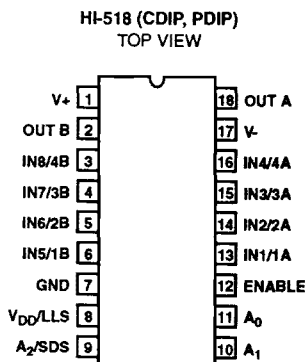 HI-518 (CDIP, PDIP)
TOP VIEW
V+ 1 18 OUT A
OUT B 2 17 V-
IN8/4B 3 16 IN4/4A
IN7/3B 4 15 IN3/3A
IN6/2B 5 14 IN2/2A
IN5/1B 6 13 IN1/1A
GND 7 12 ENABLE
VDD/LLS 8 11 A0
A2/SDS 9 10 A1